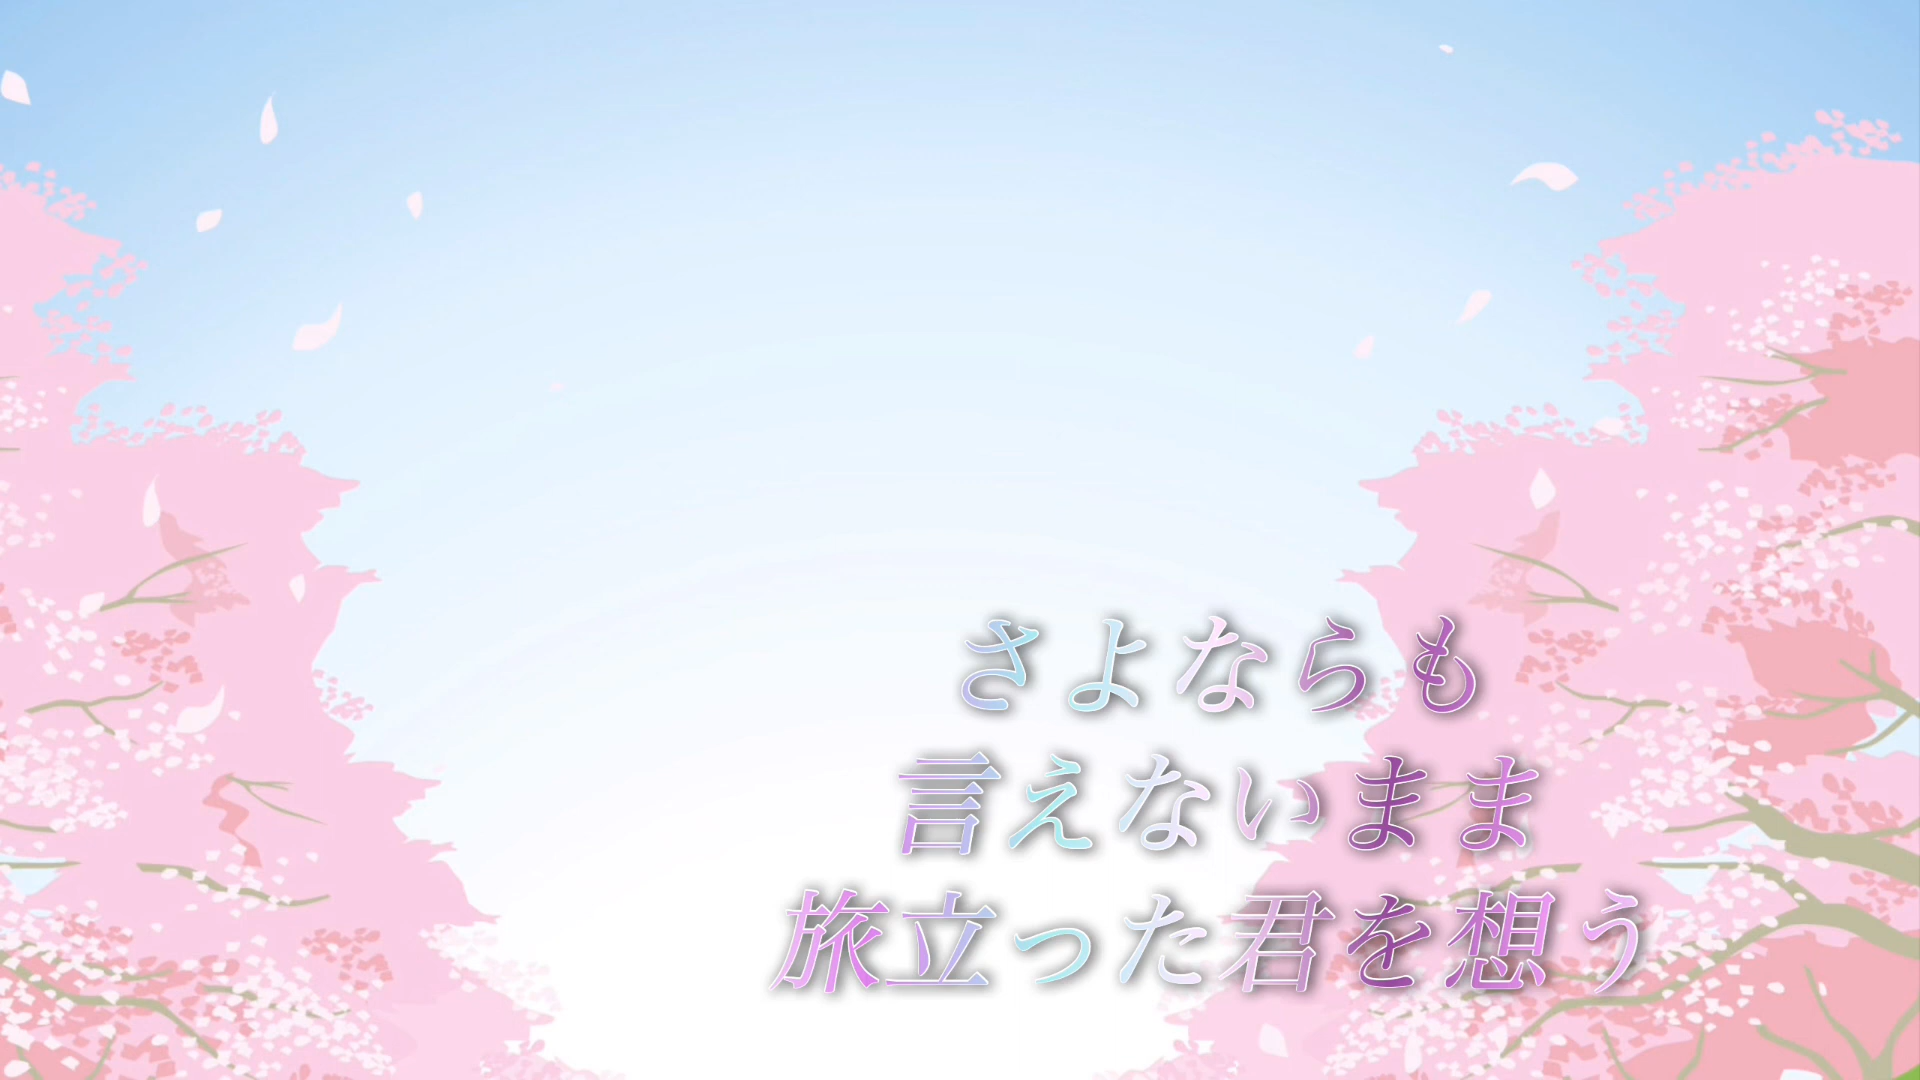 さよならも
言えないまま
旅立った君を想う